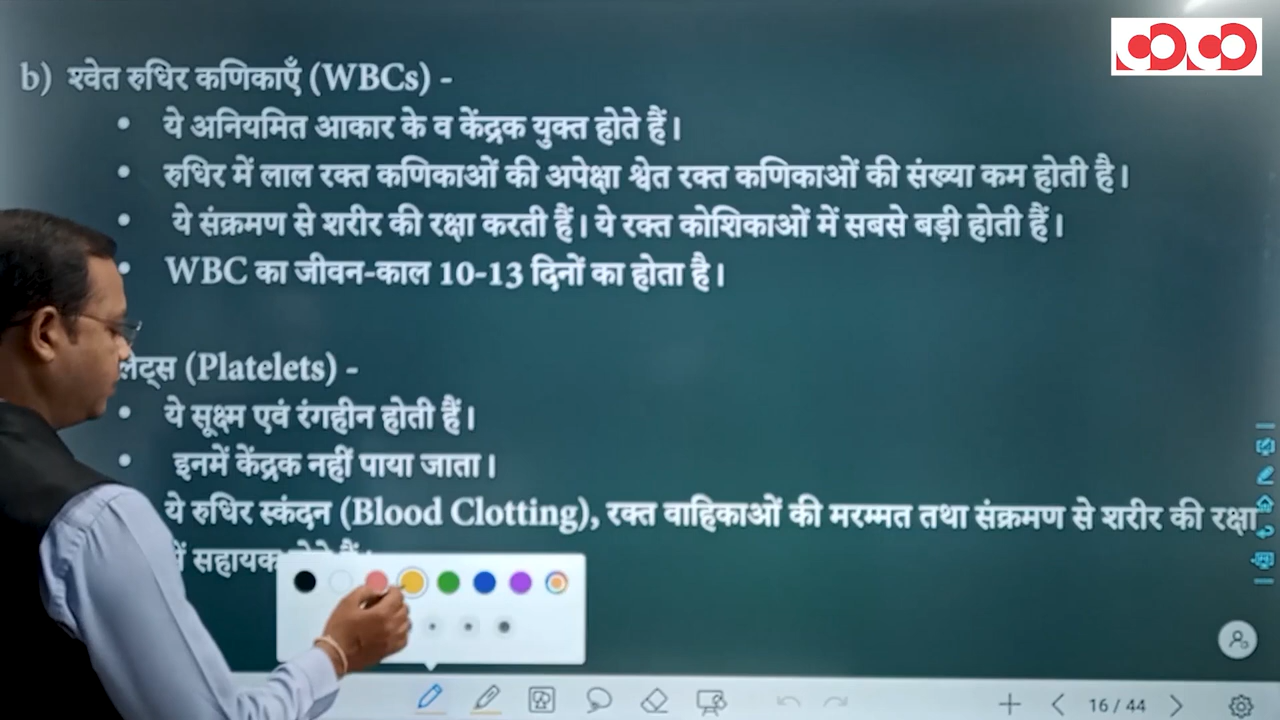 b) श्वेत रुधिर कणिकाएँ (WBCs) -
• ये अनियमित आकार के व केंद्रक युक्त होते हैं।
• रुधिर में लाल रक्त कणिकाओं की अपेक्षा श्वेत रक्त कणिकाओं की संख्या कम होती है।
• ये संक्रमण से शरीर की रक्षा करती हैं। ये रक्त कोशिकाओं में सबसे बड़ी होती हैं।
• WBC का जीवन-काल 10-13 दिनों का होता है।
(Platelets) -
• ये सूक्ष्म एवं रंगहीन होती हैं।
• इनमें केंद्रक नहीं पाया जाता।
ये रुधिर स्कंदन (Blood Clotting), रक्त वाहिकाओं की मरम्मत तथा संक्रमण से शरीर की रक्षा
सहायक
16 / 44